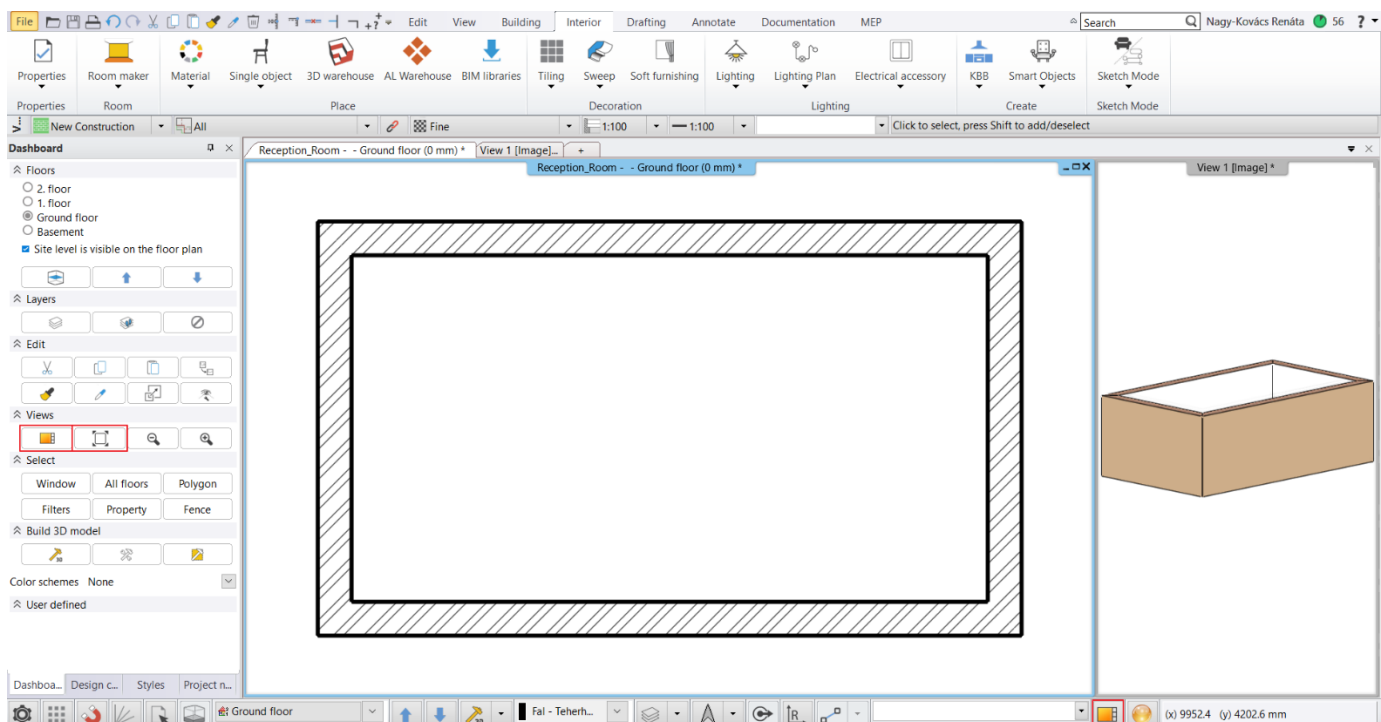 File Edit View Building Interior Drafting Annotate Documentation MEP Search Nagy-Kovács Renáta 56 ?
Properties Room maker Material Single object 3D warehouse AL Warehouse BIM libraries Tiling Sweep Soft furnishing Lighting Lighting Plan Electrical accessory KBB Smart Objects Sketch Mode
Properties Room Place Decoration Lighting Create Sketch Mode
New Construction All Fine 1:100 1:100 Click to select, press Shift to add/deselect
Dashboard
Reception_Room - - Ground floor (0 mm) * View 1 [Image]... +
Reception_Room - - Ground floor (0 mm) *
View 1 [Image] *
Floors
2. floor
1. floor
Ground floor
Basement
Site level is visible on the floor plan
Layers
Edit
Views
Select
Window All floors Polygon
Filters Property Fence
Build 3D model
3D
Color schemes None
User defined
Dashboa... Design c... Styles Project n...
Ground floor 3D Fal - Teherh... R (x) 9952.4 (y) 4202.6 mm